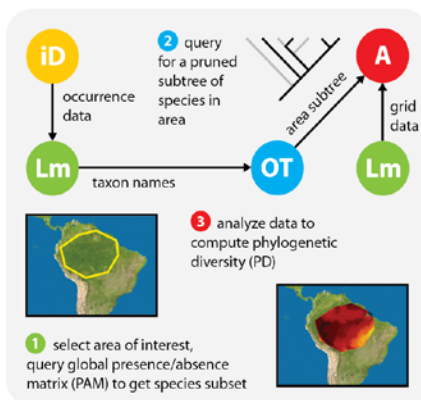 iD
2 query
for a pruned
subtree of
species in
area
A
occurrence
data
area subtree
grid
data
Lm
taxon names
OT
Lm
3 analyze data to
compute phylogenetic
diversity (PD)
1 select area of interest,
query global presence/absence
matrix (PAM) to get species subset